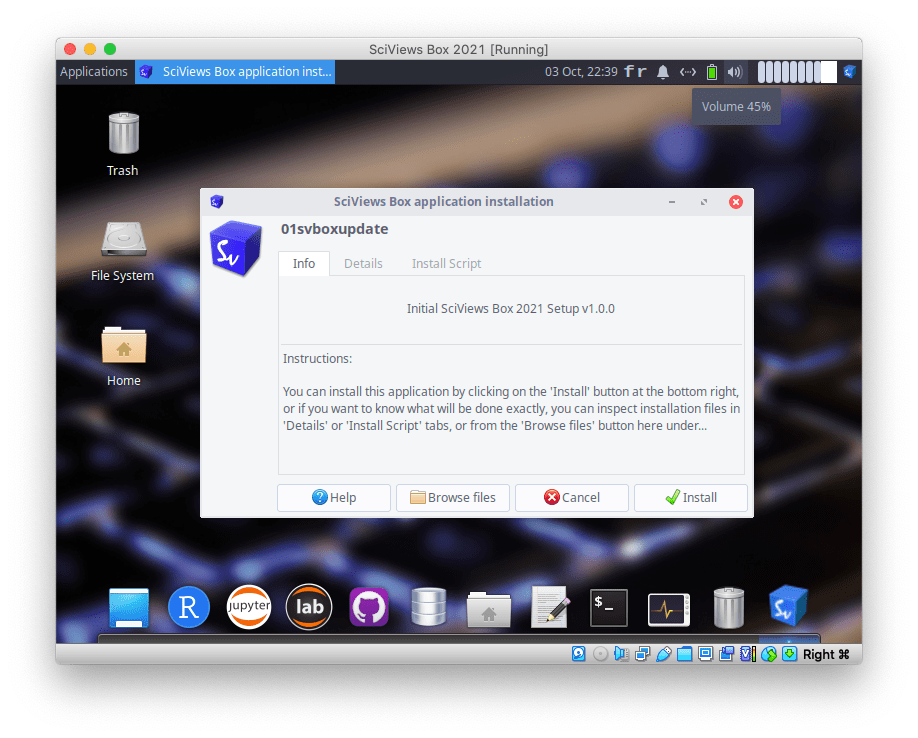 SciViews Box 2021 [Running]
Applications
SciViews Box application inst...
03 Oct, 22:39
fr
Volume 45%
Trash
File System
Home
SciViews Box application installation
Sv
01svboxupdate
Info
Details
Install Script
Initial SciViews Box 2021 Setup v1.0.0
Instructions:
You can install this application by clicking on the 'Install' button at the bottom right,
or if you want to know what will be done exactly, you can inspect installation files in
'Details' or 'Install Script' tabs, or from the 'Browse files' button here under...
Help
Browse files
Cancel
Install
R
jupyter
lab
$_
Sv
Right ⌘